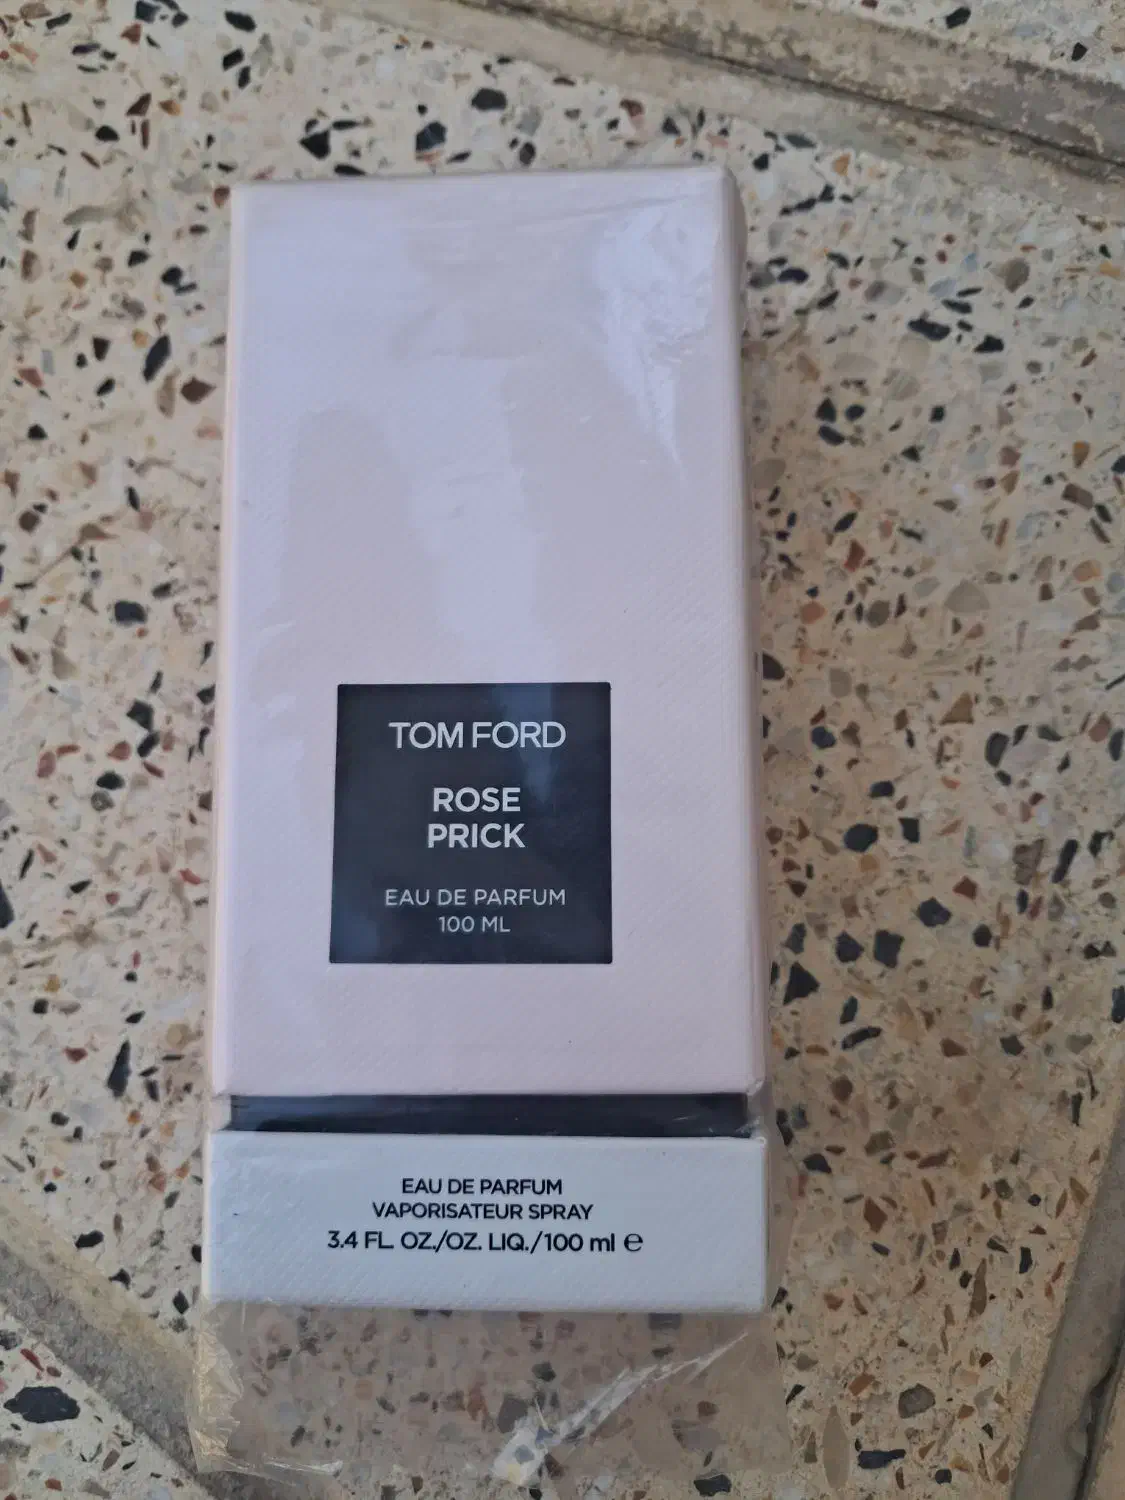 TOM FORD
ROSE
PRICK
EAU DE PARFUM
100 ML
EAU DE PARFUM
VAPORISATEUR SPRAY
3.4 FL. OZ./OZ. LIQ./100 ml ℮